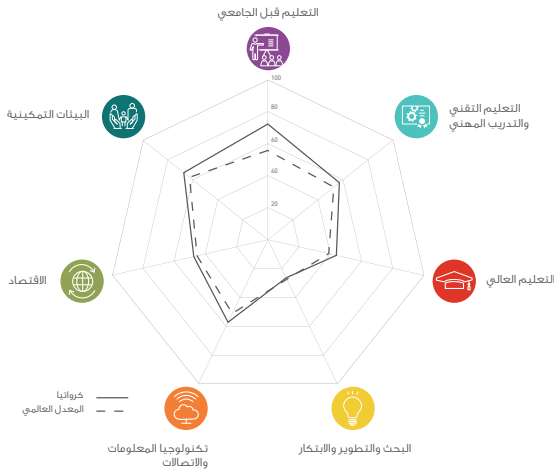 التعليم قبل الجامعي
100
80
60
40
20
التعليم التقني
والتدريب المهني
البيئات التمكينية
التعليم العالي
الاقتصاد
كرواتيا
المعدل العالمي
البحث والتطوير والابتكار
تكنولوجيا المعلومات
والاتصالات